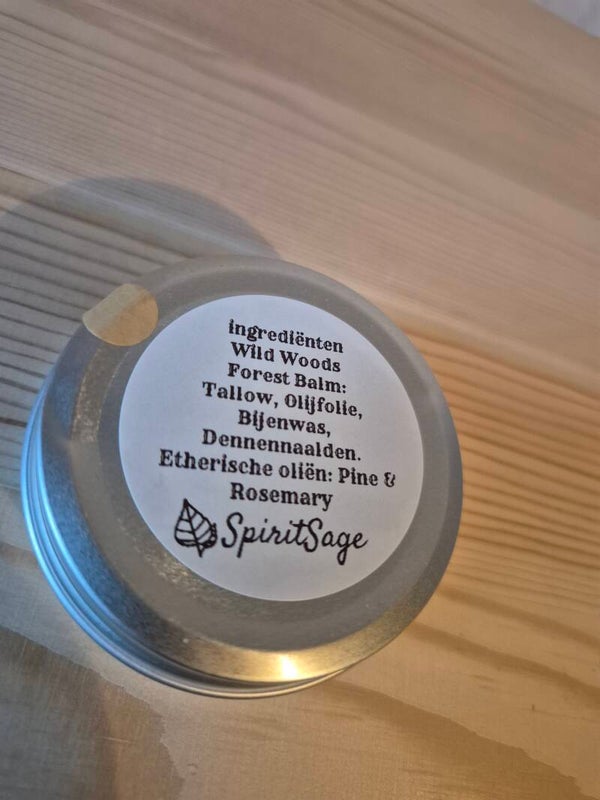 ingrediënten
Wild Woods
Forest Balm:
Tallow, Olijfolie,
Bijenwas,
Dennennaalden.
Etherische oliën: Pine &
Rosemary
SpiritSage